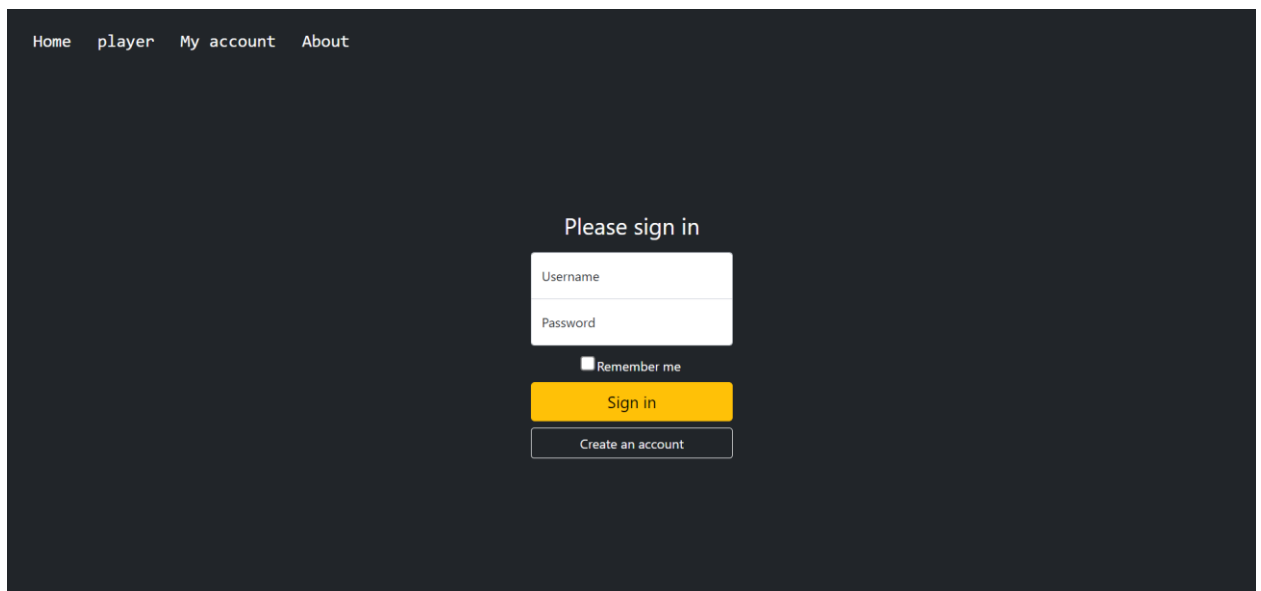 Home player My account About
Please sign in
Username
Password
Remember me
Sign in
Create an account